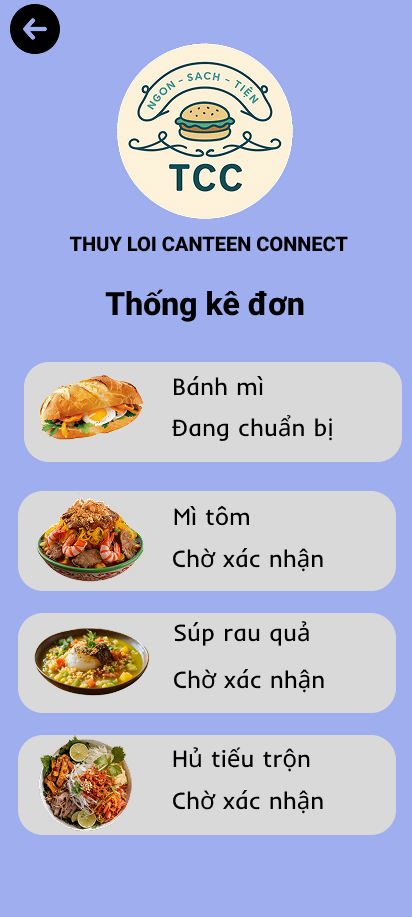 NGON - SẠCH - TIỆN
TCC
THUY LOI CANTEEN CONNECT
Thống kê đơn
Bánh mì
Đang chuẩn bị
Mì tôm
Chờ xác nhận
Súp rau quả
Chờ xác nhận
Hủ tiếu trộn
Chờ xác nhận